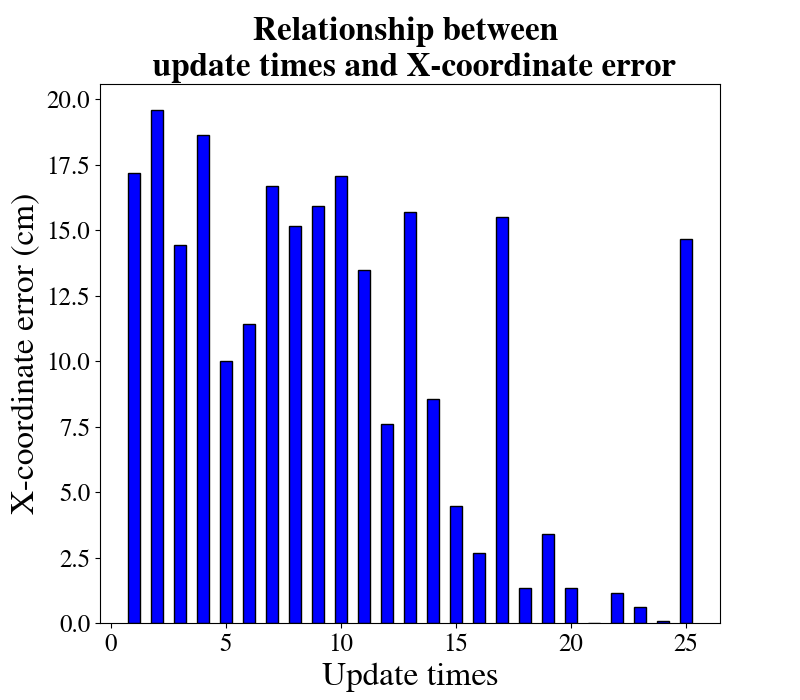 Relationship between
update times and X-coordinate error
20.0
17.5
15.0
12.5
10.0
7.5
5.0
2.5
0.0
X-coordinate error (cm)
0 5 10 15 20 25
Update times